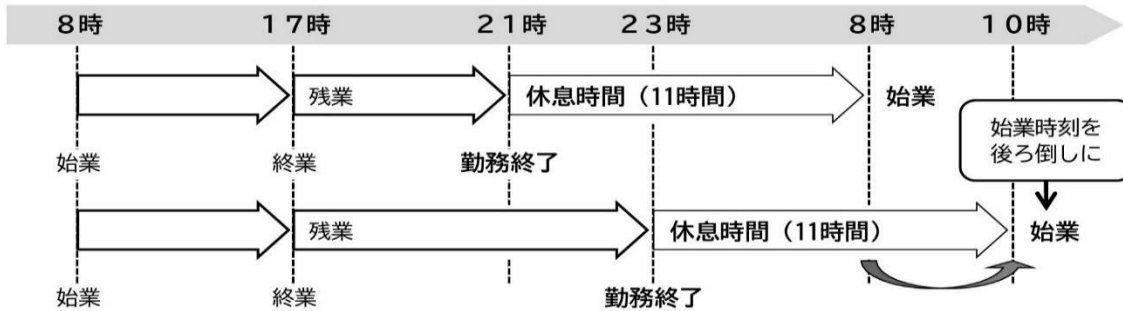 8時 17時 21時 23時 8時 10時
残業 休息時間（11時間） 始業
始業時刻を
後ろ倒しに
始業 終業 勤務終了
残業 休息時間（11時間） 始業
始業 終業 勤務終了